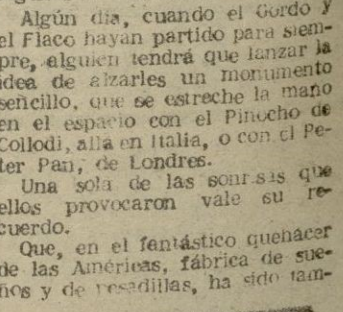 Algún día, cuando el Gordo y
el Flaco hayan partido para siem-
pre, alguien tendrá que lanzar la
idea de alzarles un monumento
sencillo, que se estreche la mano
en el espacio con el Pinocho de
Collodi, allá en Italia, o con el Pe-
ter Pan, de Londres.
Una sola de las sonrisas que
ellos provocaron vale su re-
cuerdo.
Que, en el fantástico quehacer
de las Américas, fábrica de sue-
ños y de pesadillas, ha sido tam-